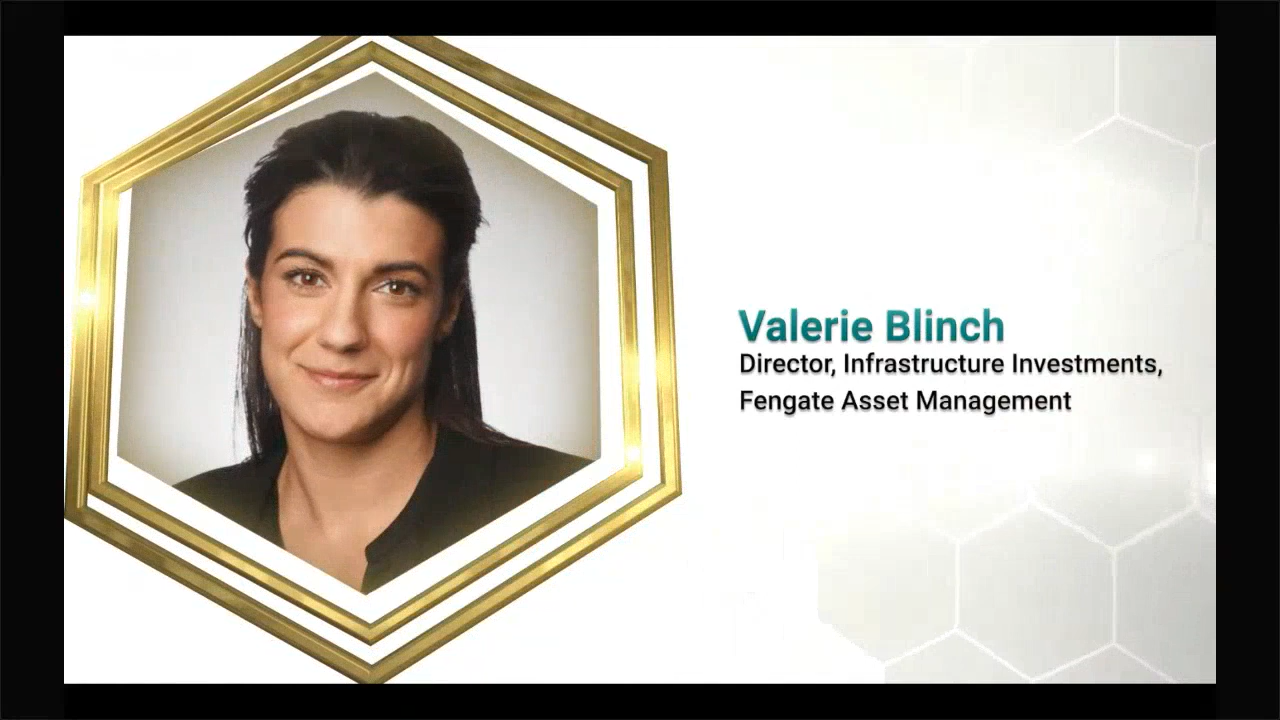 Valerie Blinch
Director, Infrastructure Investments,
Fengate Asset Management